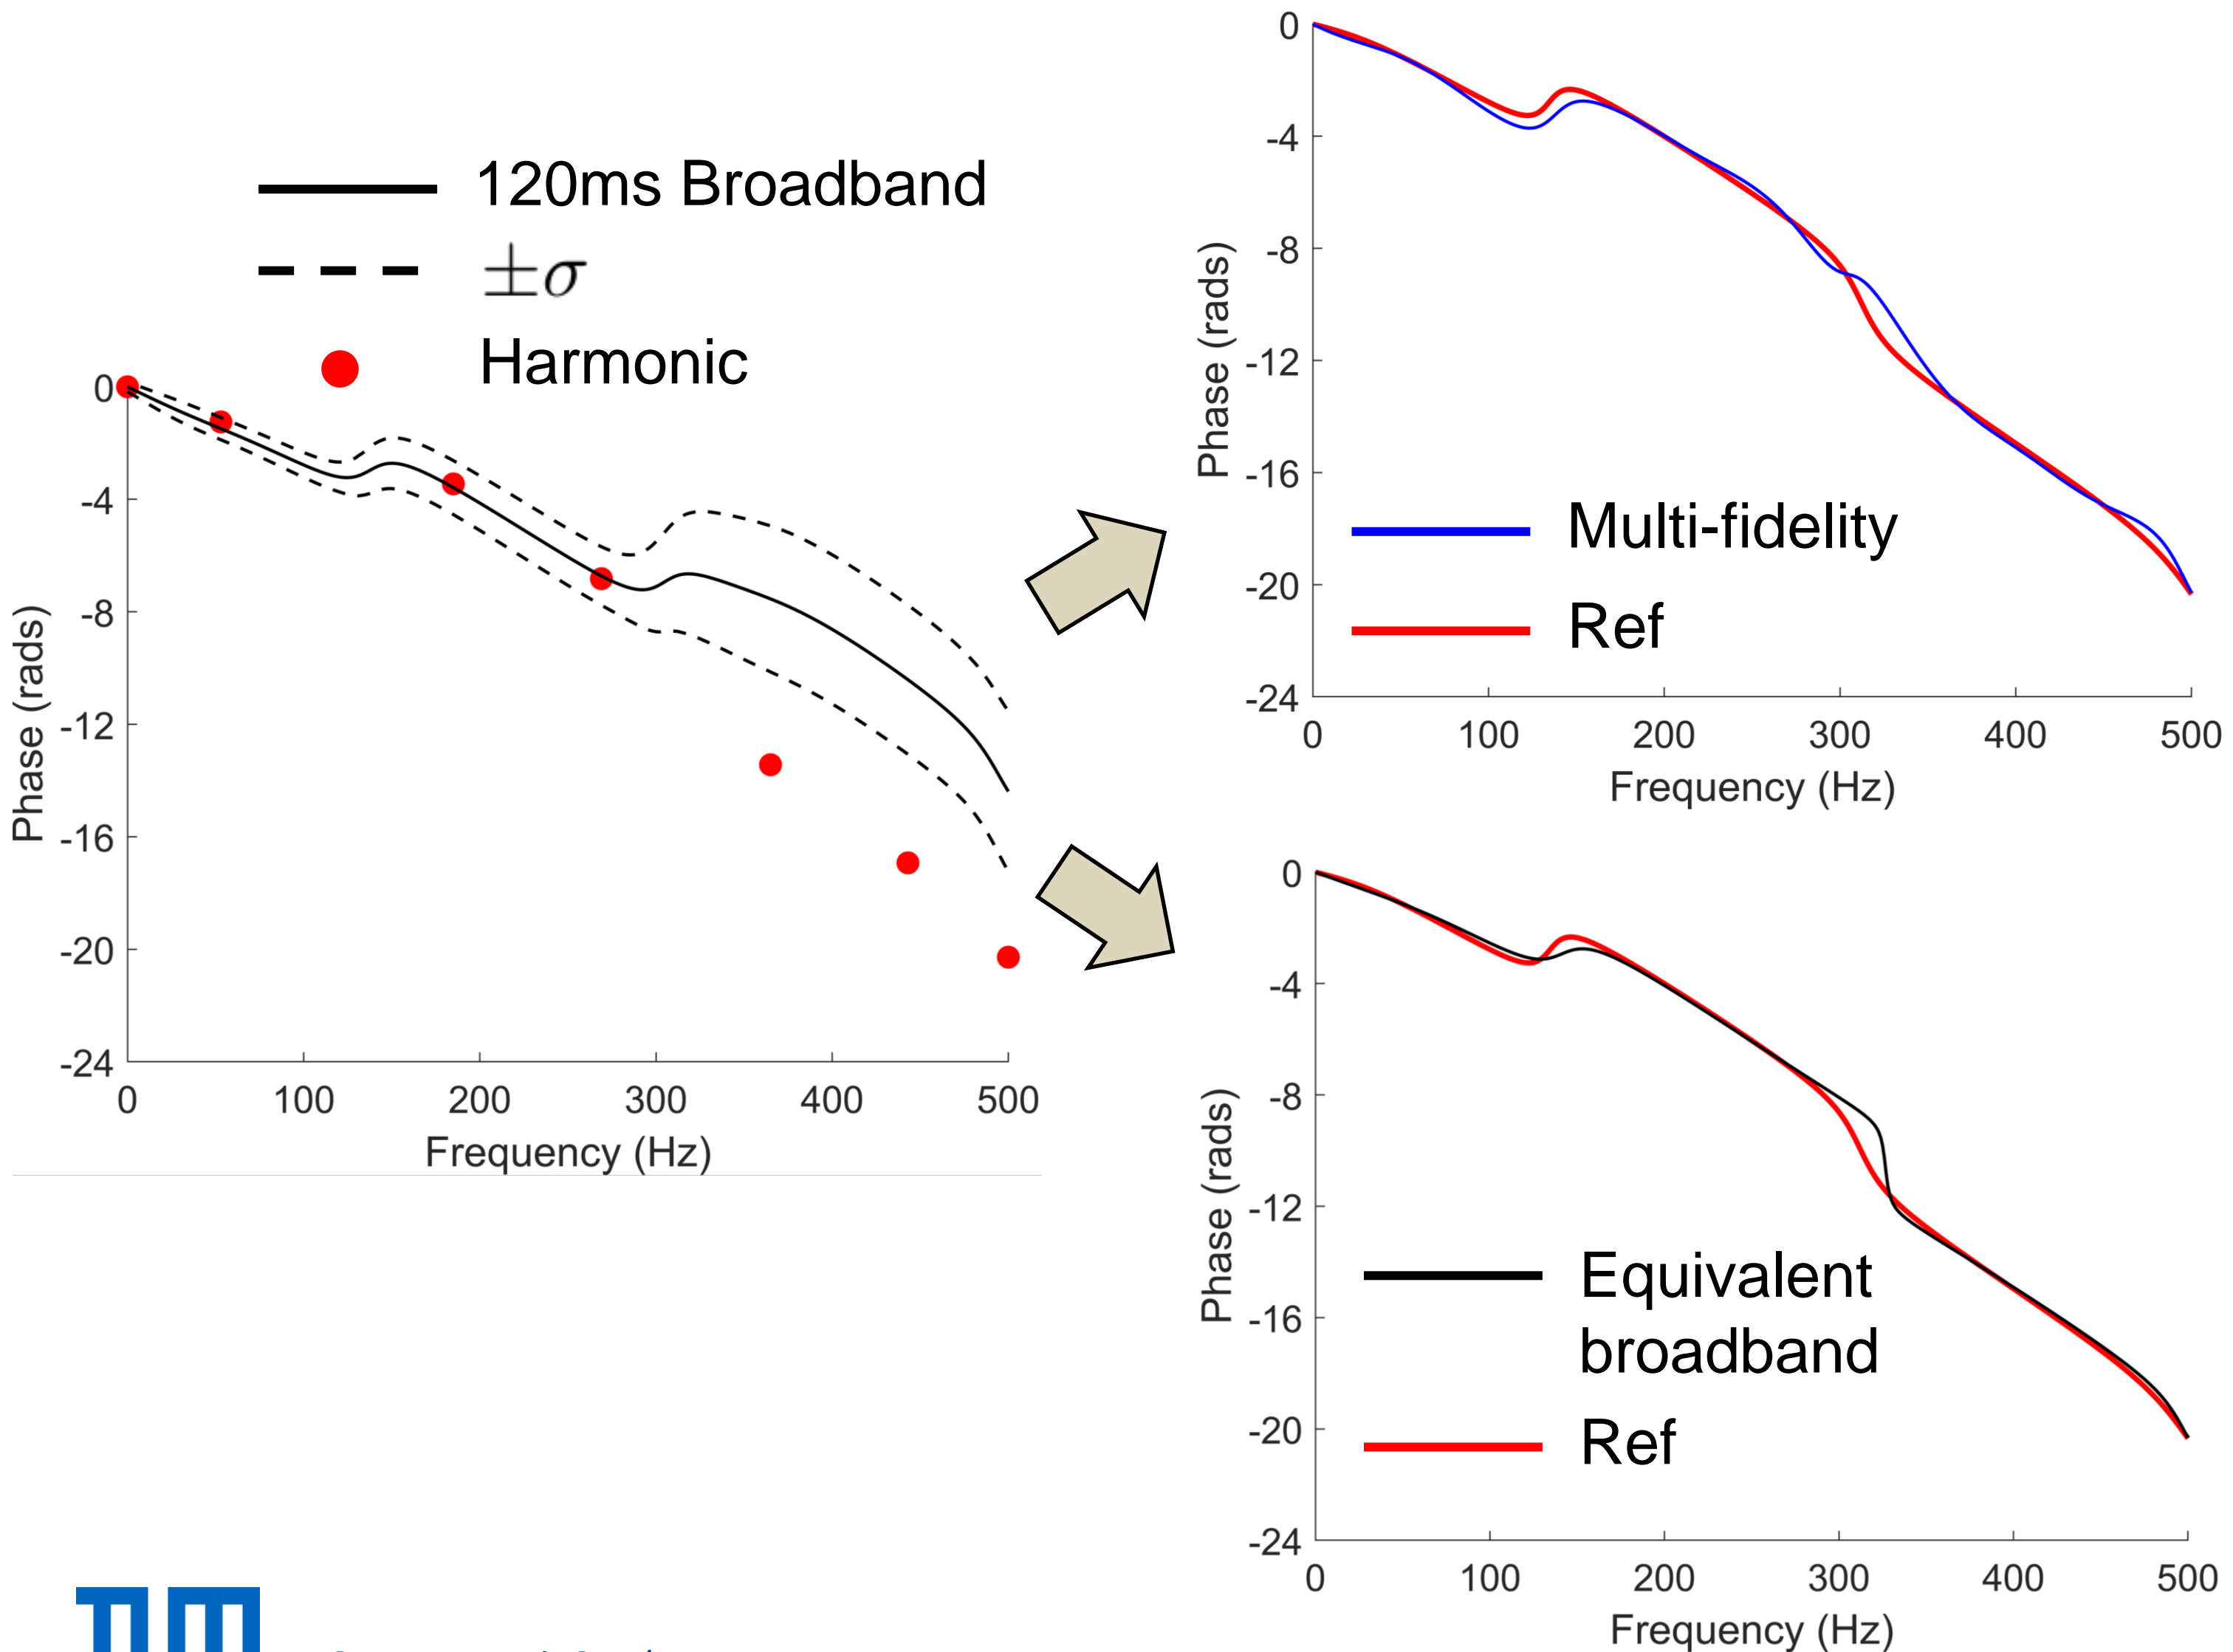 120ms Broadband
±σ
Harmonic
0
-4
-8
-12
-16
-20
-24
0 100 200 300 400 500
Phase (rads)
Frequency (Hz)
0
-4
-8
-12
-16
-20
-24
0 100 200 300 400 500
Phase (rads)
Frequency (Hz)
Multi-fidelity
Ref
0
-4
-8
-12
-16
-20
-24
0 100 200 300 400 500
Phase (rads)
Frequency (Hz)
Equivalent
broadband
Ref